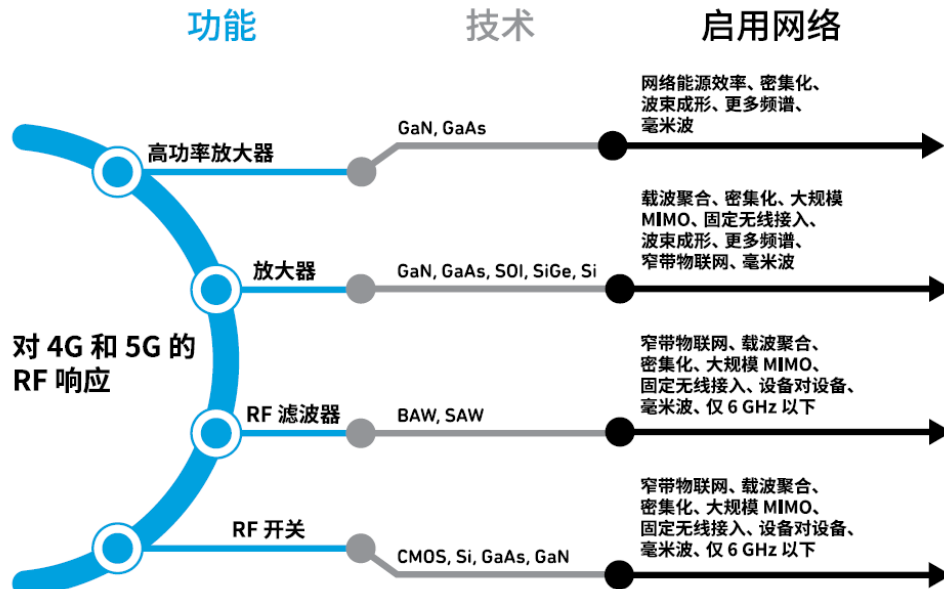 功能
技术
启用网络
对 4G 和 5G 的
RF 响应
高功率放大器
GaN, GaAs
网络能源效率、密集化、
波束成形、更多频谱、
毫米波
放大器
GaN, GaAs, SOI, SiGe, Si
载波聚合、密集化、大规模
MIMO、固定无线接入、
波束成形、更多频谱、
窄带物联网、毫米波
RF 滤波器
BAW, SAW
窄带物联网、载波聚合、
密集化、大规模 MIMO、
固定无线接入、设备对设备、
毫米波、仅 6 GHz 以下
RF 开关
CMOS, Si, GaAs, GaN
窄带物联网、载波聚合、
密集化、大规模 MIMO、
固定无线接入、设备对设备、
毫米波、仅 6 GHz 以下